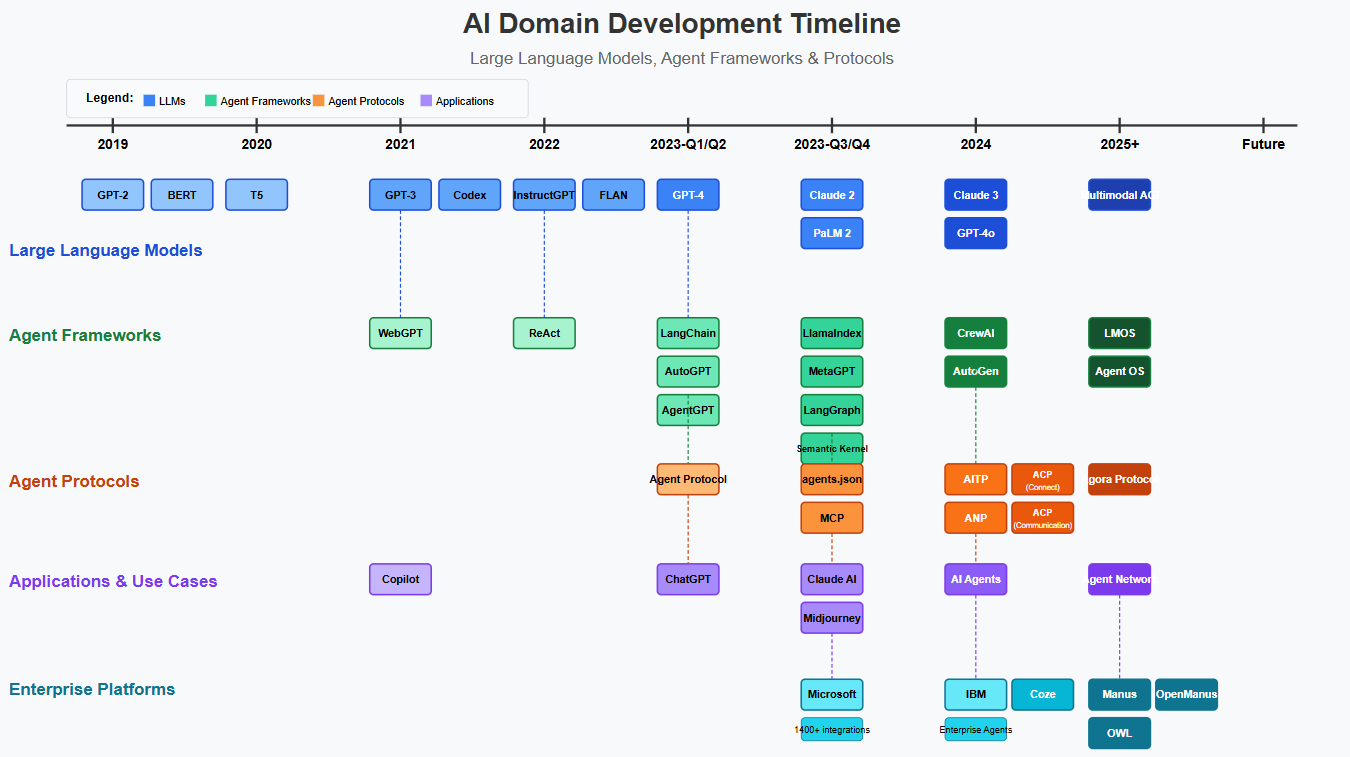 AI Domain Development Timeline
Large Language Models, Agent Frameworks & Protocols
Legend: LLMs Agent Frameworks Agent Protocols Applications
2019 2020 2021 2022 2023-Q1/Q2 2023-Q3/Q4 2024 2025+ Future
GPT-2 BERT T5 GPT-3 Codex InstructGPT FLAN GPT-4 Claude 2 Claude 3 ultimodal AG
PaLM 2 GPT-4o
Large Language Models
Agent Frameworks
WebGPT ReAct LangChain LlamaIndex CrewAI LMOS
AutoGPT MetaGPT AutoGen Agent OS
AgentGPT LangGraph
Semantic Kernel
Agent Protocols
Agent Protocol agents.json AITP ACP (Connect) gora Protoco
MCP ANP ACP (Communication)
Applications & Use Cases
Copilot ChatGPT Claude AI AI Agents Agent Network
Midjourney
Enterprise Platforms
Microsoft IBM Coze Manus OpenManus
1400+ integrations Enterprise Agents OWL